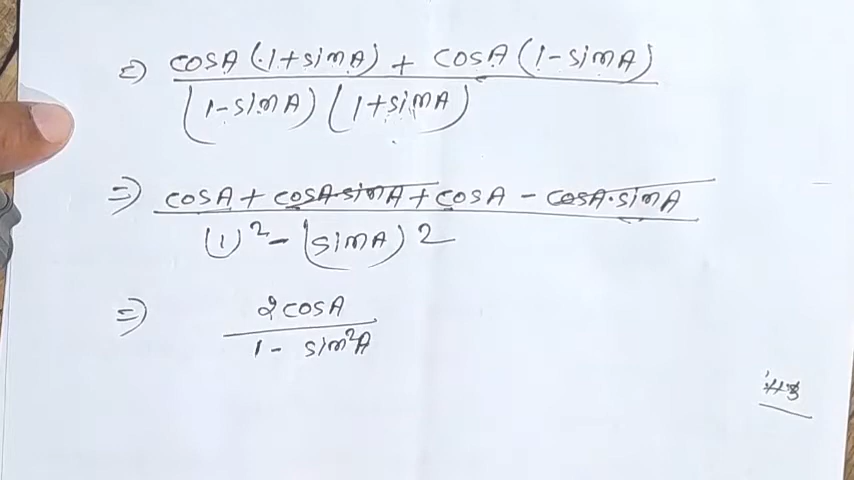 ⇒ cosA(1+sinA) + cosA(1-sinA)
(1-sinA)(1+sinA)
⇒ cosA + cosA·sinA + cosA - cosA·sinA
(1)² - (sinA)2
⇒ 2cosA
1 - sin²A